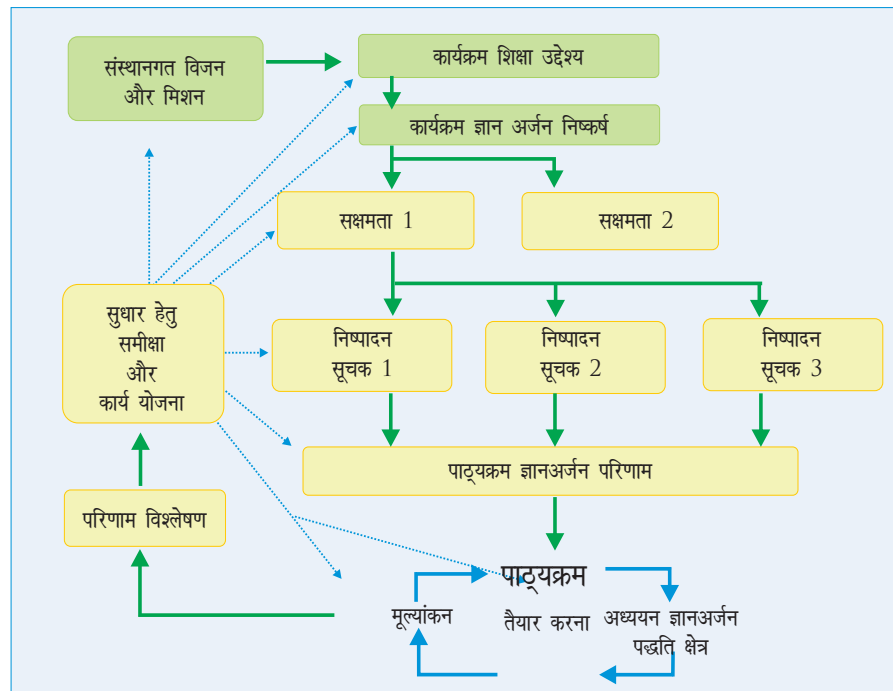 संस्थानगत विजन
और मिशन
कार्यक्रम शिक्षा उद्देश्य
कार्यक्रम ज्ञान अर्जन निष्कर्ष
सक्षमता 1
सक्षमता 2
सुधार हेतु
समीक्षा
और
कार्य योजना
निष्पादन
सूचक 1
निष्पादन
सूचक 2
निष्पादन
सूचक 3
पाठ्यक्रम ज्ञानअर्जन परिणाम
परिणाम विश्लेषण
पाठ्यक्रम
मूल्यांकन
तैयार करना
अध्ययन ज्ञानअर्जन
पद्धति क्षेत्र